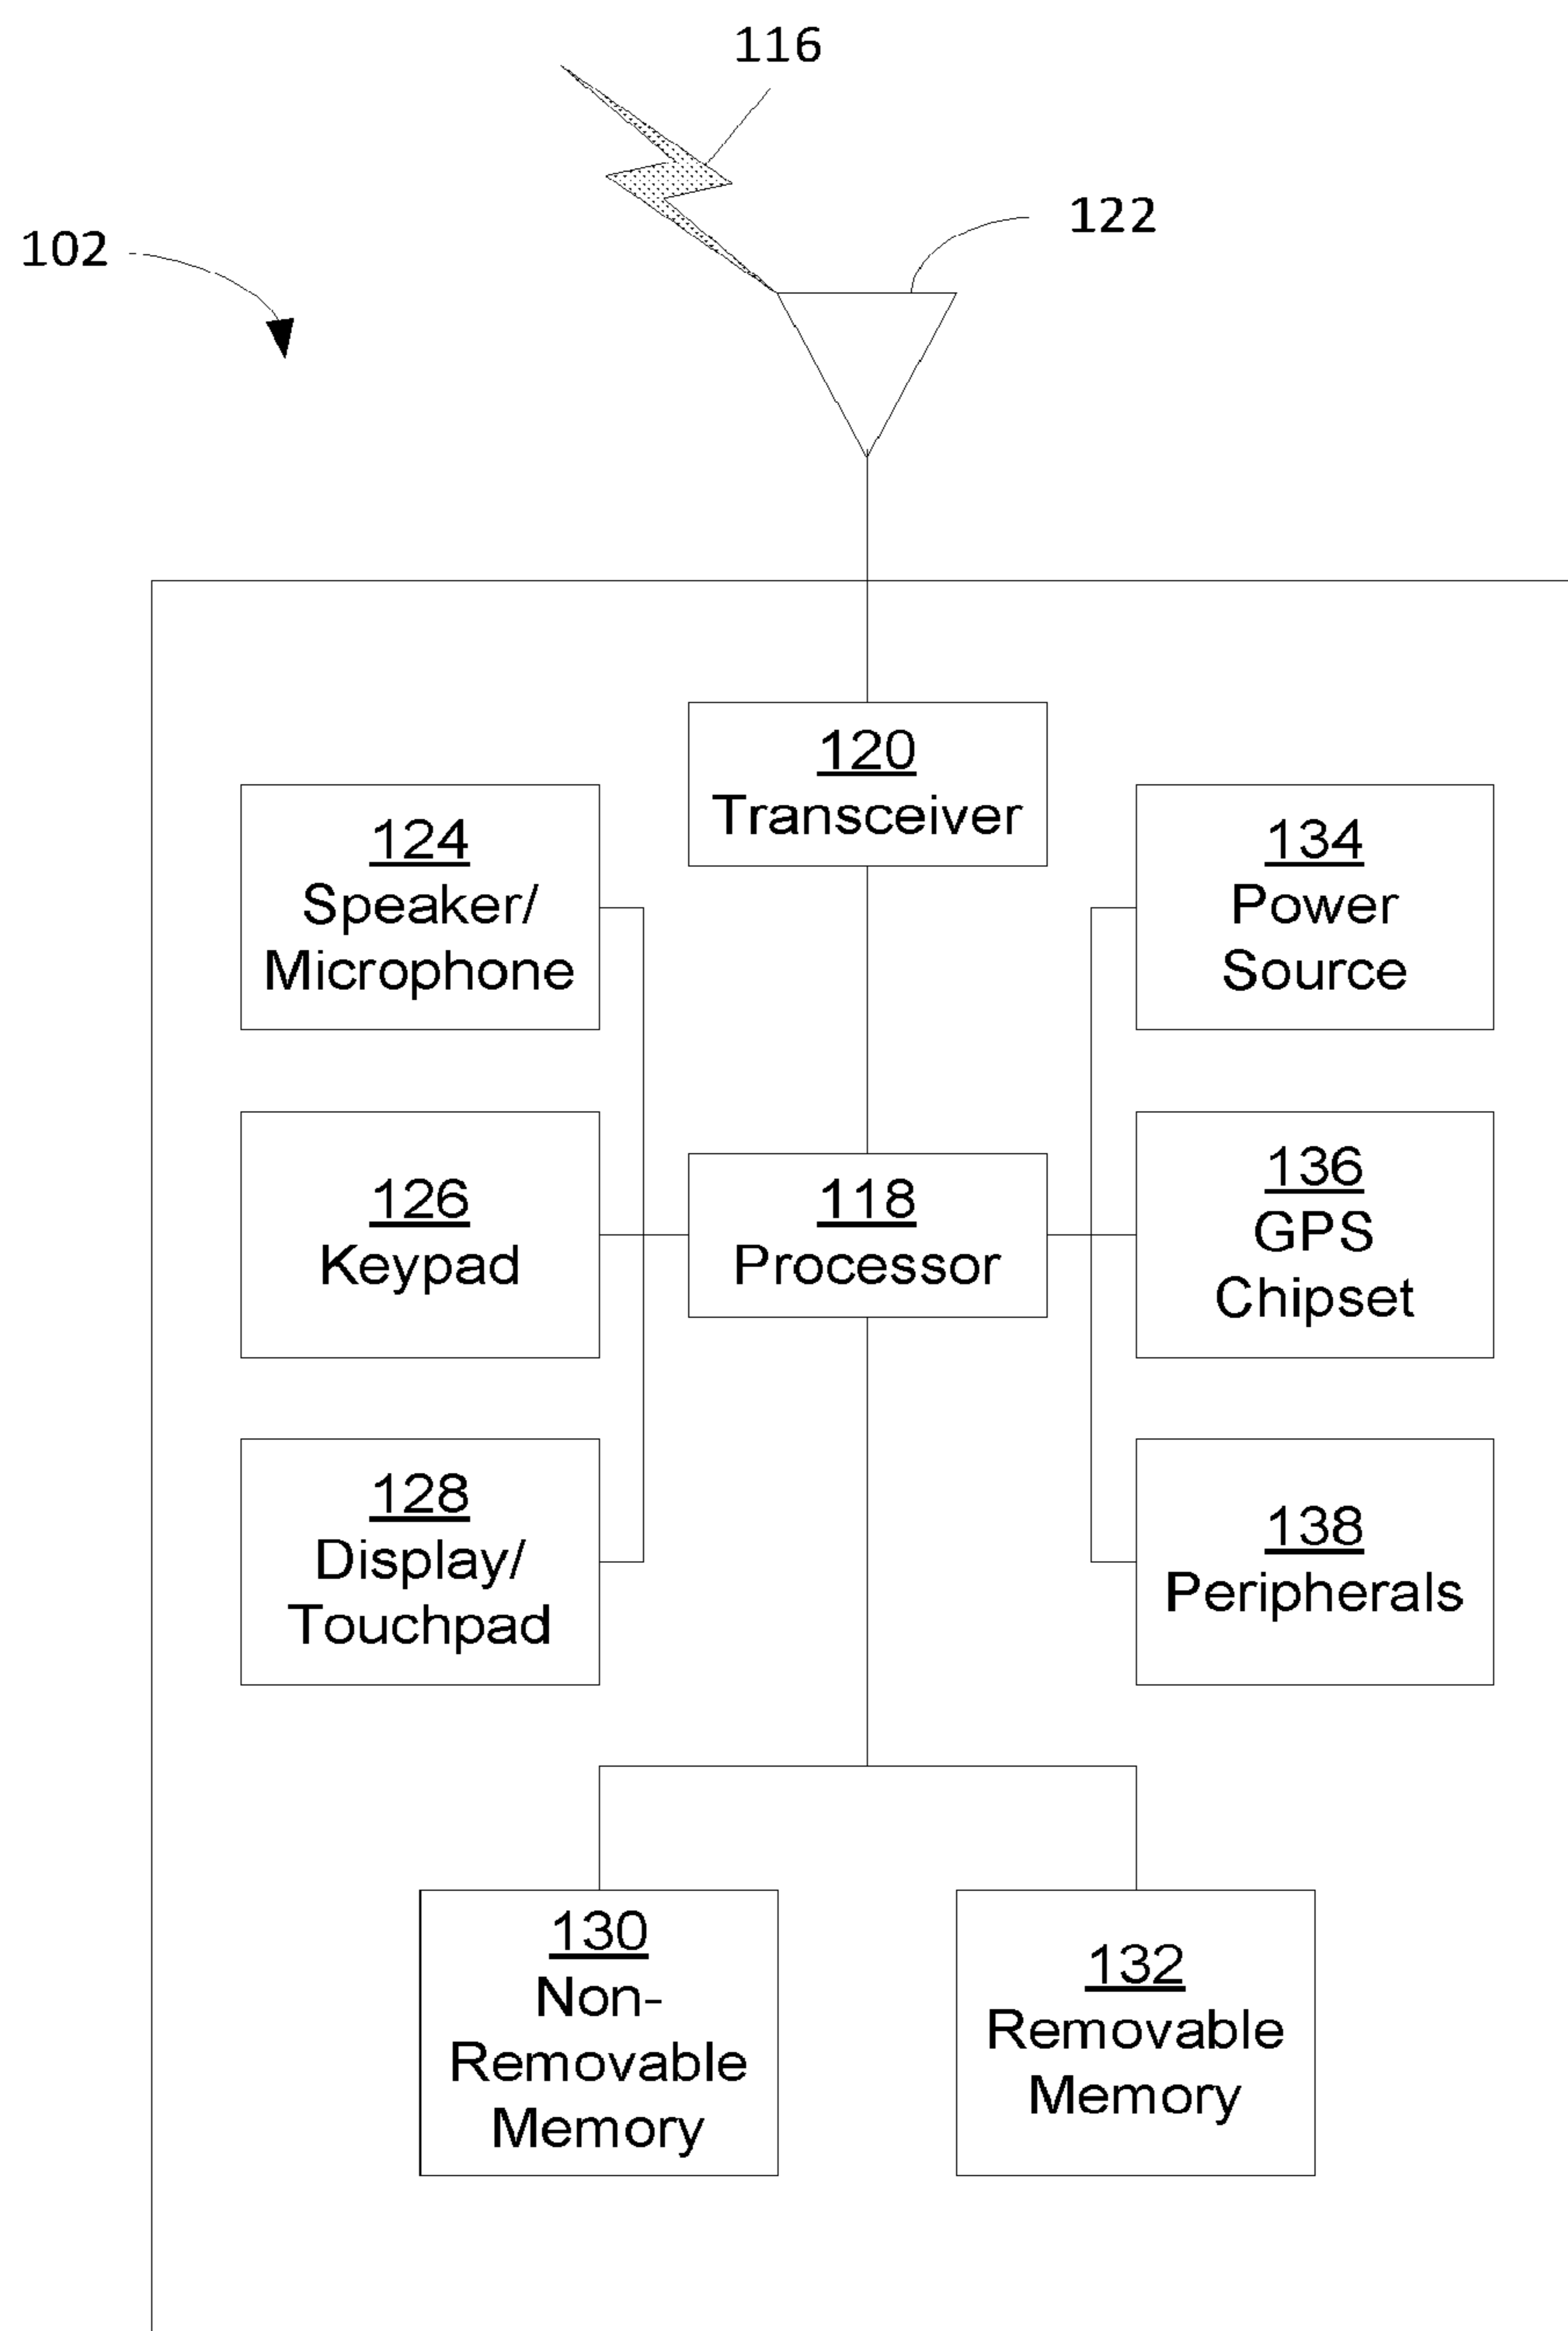 116
122
102
120
Transceiver
124
Speaker/
Microphone
134
Power
Source
126
Keypad
118
Processor
136
GPS
Chipset
128
Display/
Touchpad
138
Peripherals
130
Non-
Removable
Memory
132
Removable
Memory